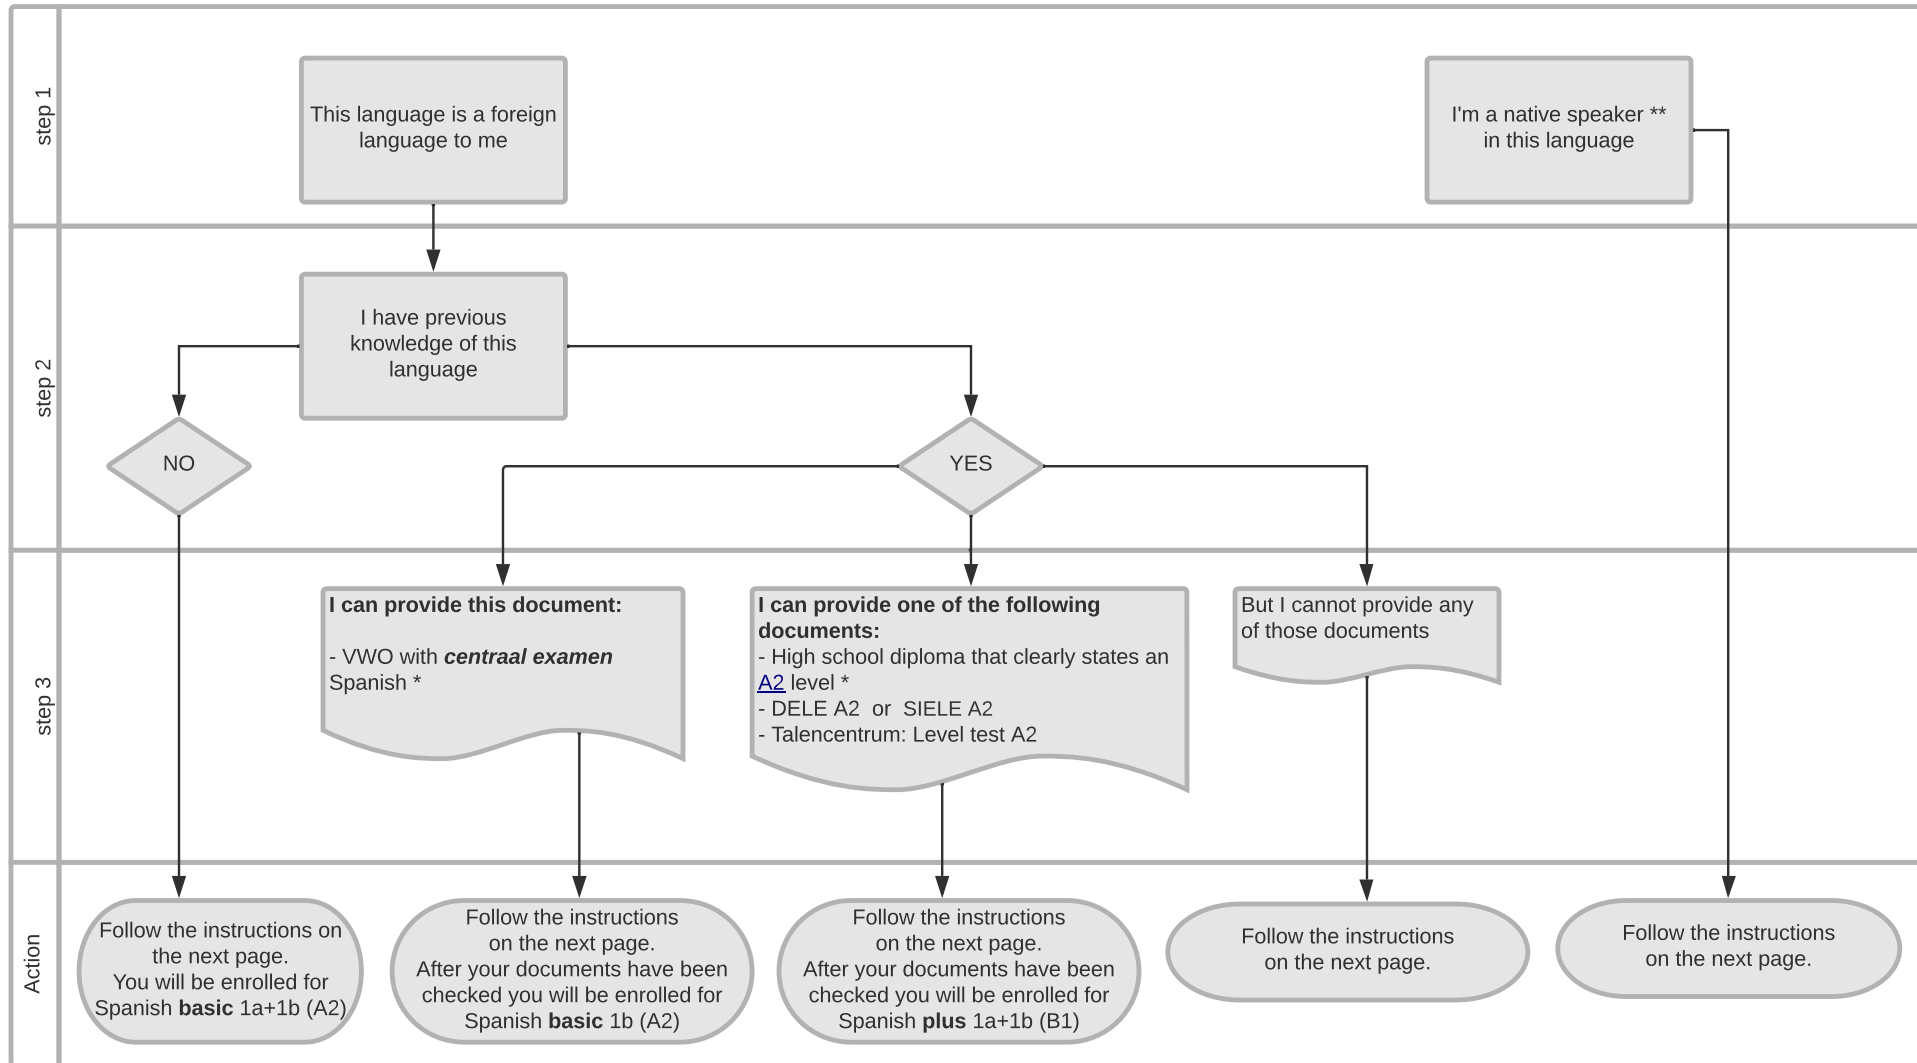 step 1
This language is a foreign
language to me
I'm a native speaker **
in this language
step 2
I have previous
knowledge of this
language
NO
YES
step 3
I can provide this document:
- VWO with centraal examen
Spanish *
I can provide one of the following
documents:
- High school diploma that clearly states an
A2 level *
- DELE A2 or SIELE A2
- Talencentrum: Level test A2
But I cannot provide any
of those documents
Action
Follow the instructions on
the next page.
You will be enrolled for
Spanish basic 1a+1b (A2)
Follow the instructions
on the next page.
After your documents have been
checked you will be enrolled for
Spanish basic 1b (A2)
Follow the instructions
on the next page.
After your documents have been
checked you will be enrolled for
Spanish plus 1a+1b (B1)
Follow the instructions
on the next page.
Follow the instructions
on the next page.